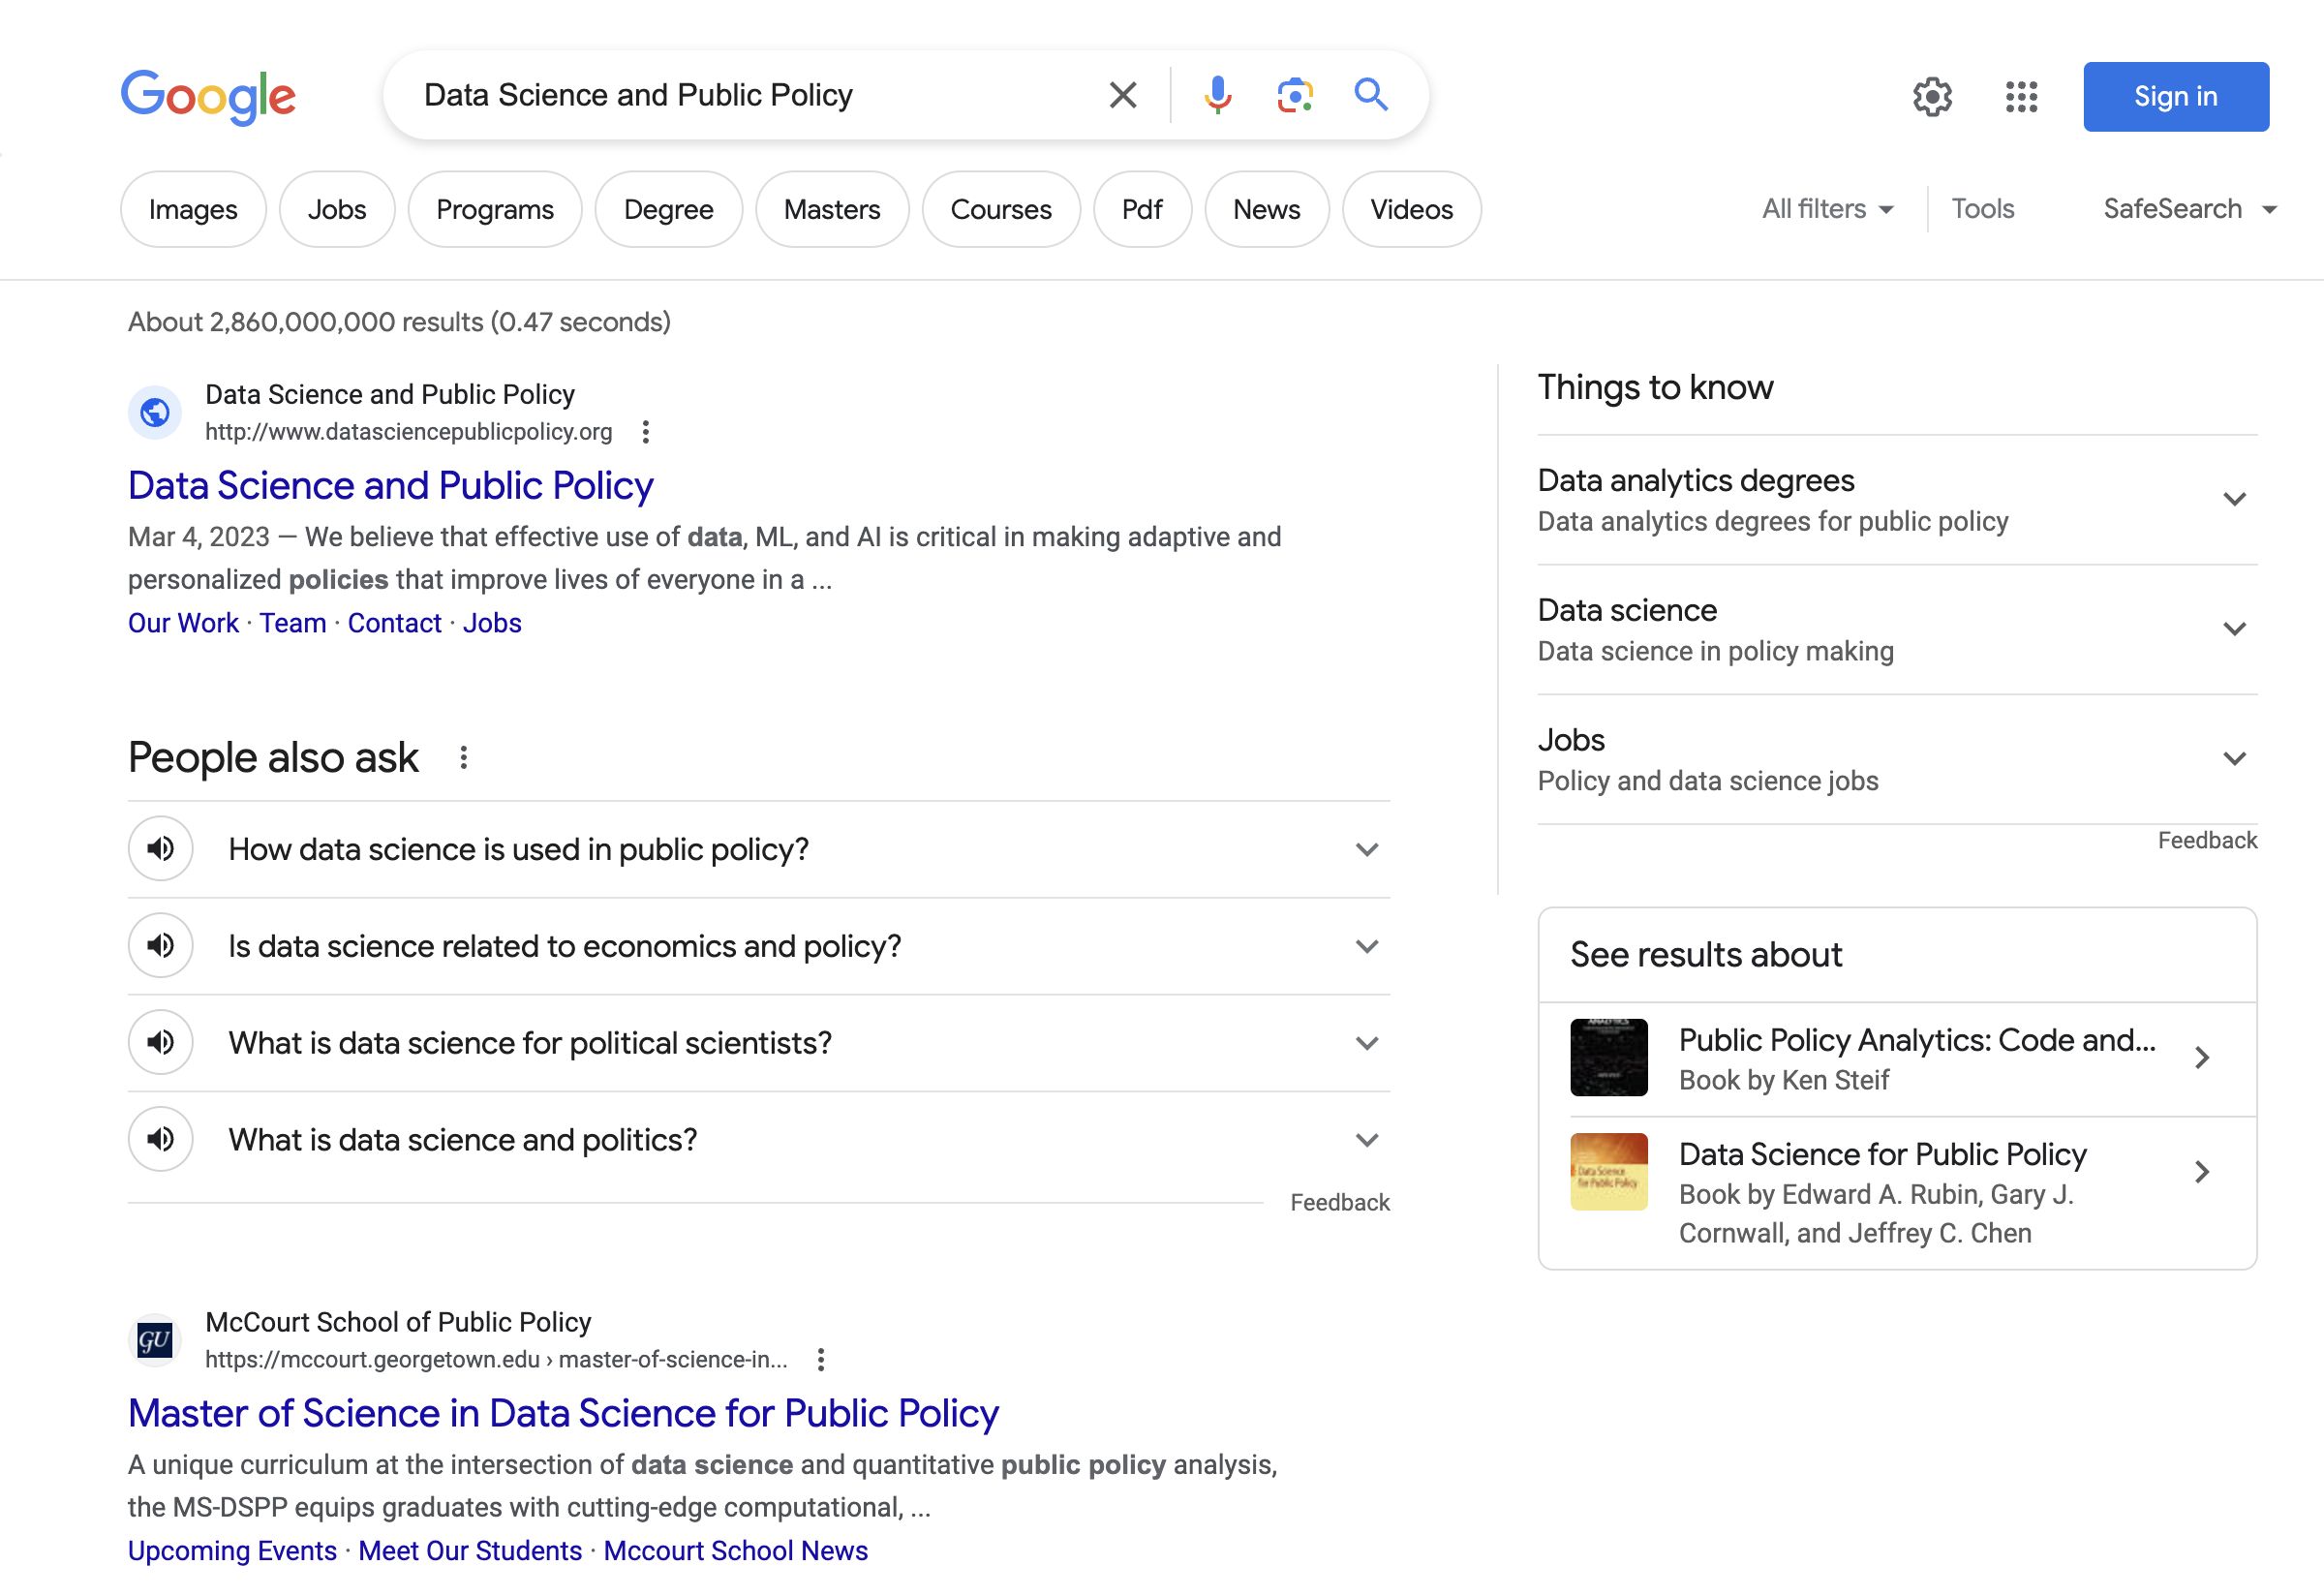 Google
Data Science and Public Policy
Sign in
Images
Jobs
Programs
Degree
Masters
Courses
Pdf
News
Videos
All filters
Tools
SafeSearch
About 2,860,000,000 results (0.47 seconds)
Data Science and Public Policy
http://www.datasciencepublicpolicy.org
Data Science and Public Policy
Mar 4, 2023 — We believe that effective use of data, ML, and AI is critical in making adaptive and
personalized policies that improve lives of everyone in a ...
Our Work · Team · Contact · Jobs
People also ask
How data science is used in public policy?
Is data science related to economics and policy?
What is data science for political scientists?
What is data science and politics?
Feedback
GU
McCourt School of Public Policy
https://mccourt.georgetown.edu › master-of-science-in...
Master of Science in Data Science for Public Policy
A unique curriculum at the intersection of data science and quantitative public policy analysis,
the MS-DSPP equips graduates with cutting-edge computational, ...
Upcoming Events · Meet Our Students · Mccourt School News
Things to know
Data analytics degrees
Data analytics degrees for public policy
Data science
Data science in policy making
Jobs
Policy and data science jobs
Feedback
See results about
Public Policy Analytics: Code and...
Book by Ken Steif
Data Science
for Public Policy
Data Science for Public Policy
Book by Edward A. Rubin, Gary J.
Cornwall, and Jeffrey C. Chen